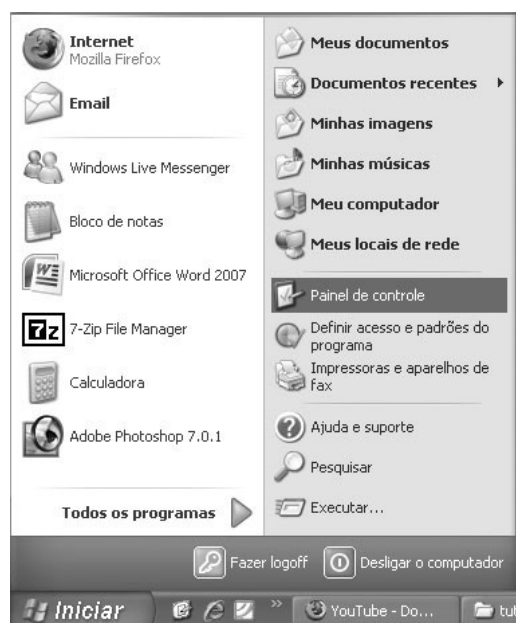 Internet
Mozilla Firefox
Email
Windows Live Messenger
Bloco de notas
Microsoft Office Word 2007
7z 7-Zip File Manager
Calculadora
Adobe Photoshop 7.0.1
Todos os programas
Meus documentos
Documentos recentes
Minhas imagens
Minhas músicas
Meu computador
Meus locais de rede
Painel de controle
Definir acesso e padrões do
programa
Impressoras e aparelhos de
fax
Ajuda e suporte
Pesquisar
Executar...
Fazer logoff
Desligar o computador
Iniciar
YouTube - Do...
tut